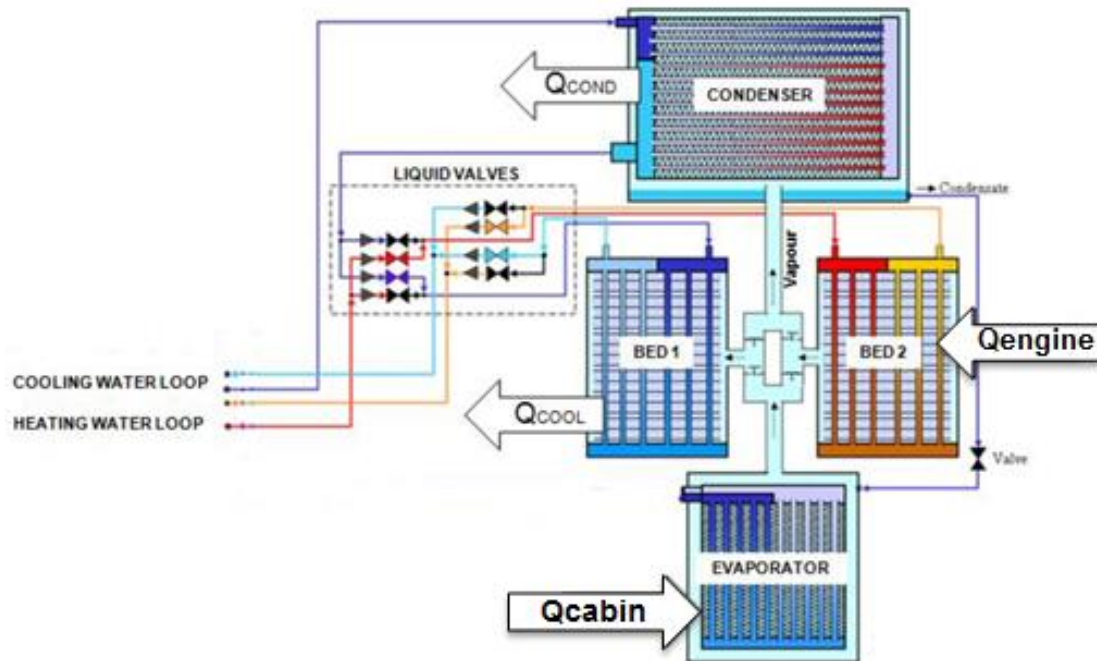 QCOND
CONDENSER
LIQUID VALVES
Condensate
Vapour
BED 1
BED 2
Qengine
COOLING WATER LOOP
HEATING WATER LOOP
QCOOL
Valve
EVAPORATOR
Qcabin